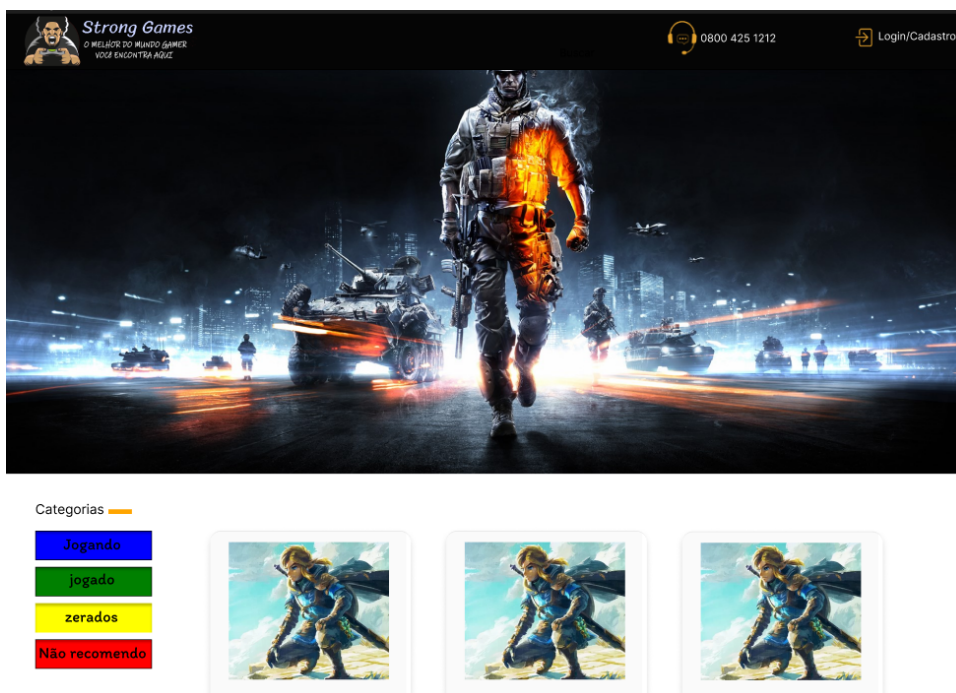 Strong Games
O MELHOR DO MUNDO GAMER
VOCÊ ENCONTRA AQUI
0800 425 1212
Login/Cadastro
Categorias
Jogando
jogado
zerados
Não recomendo